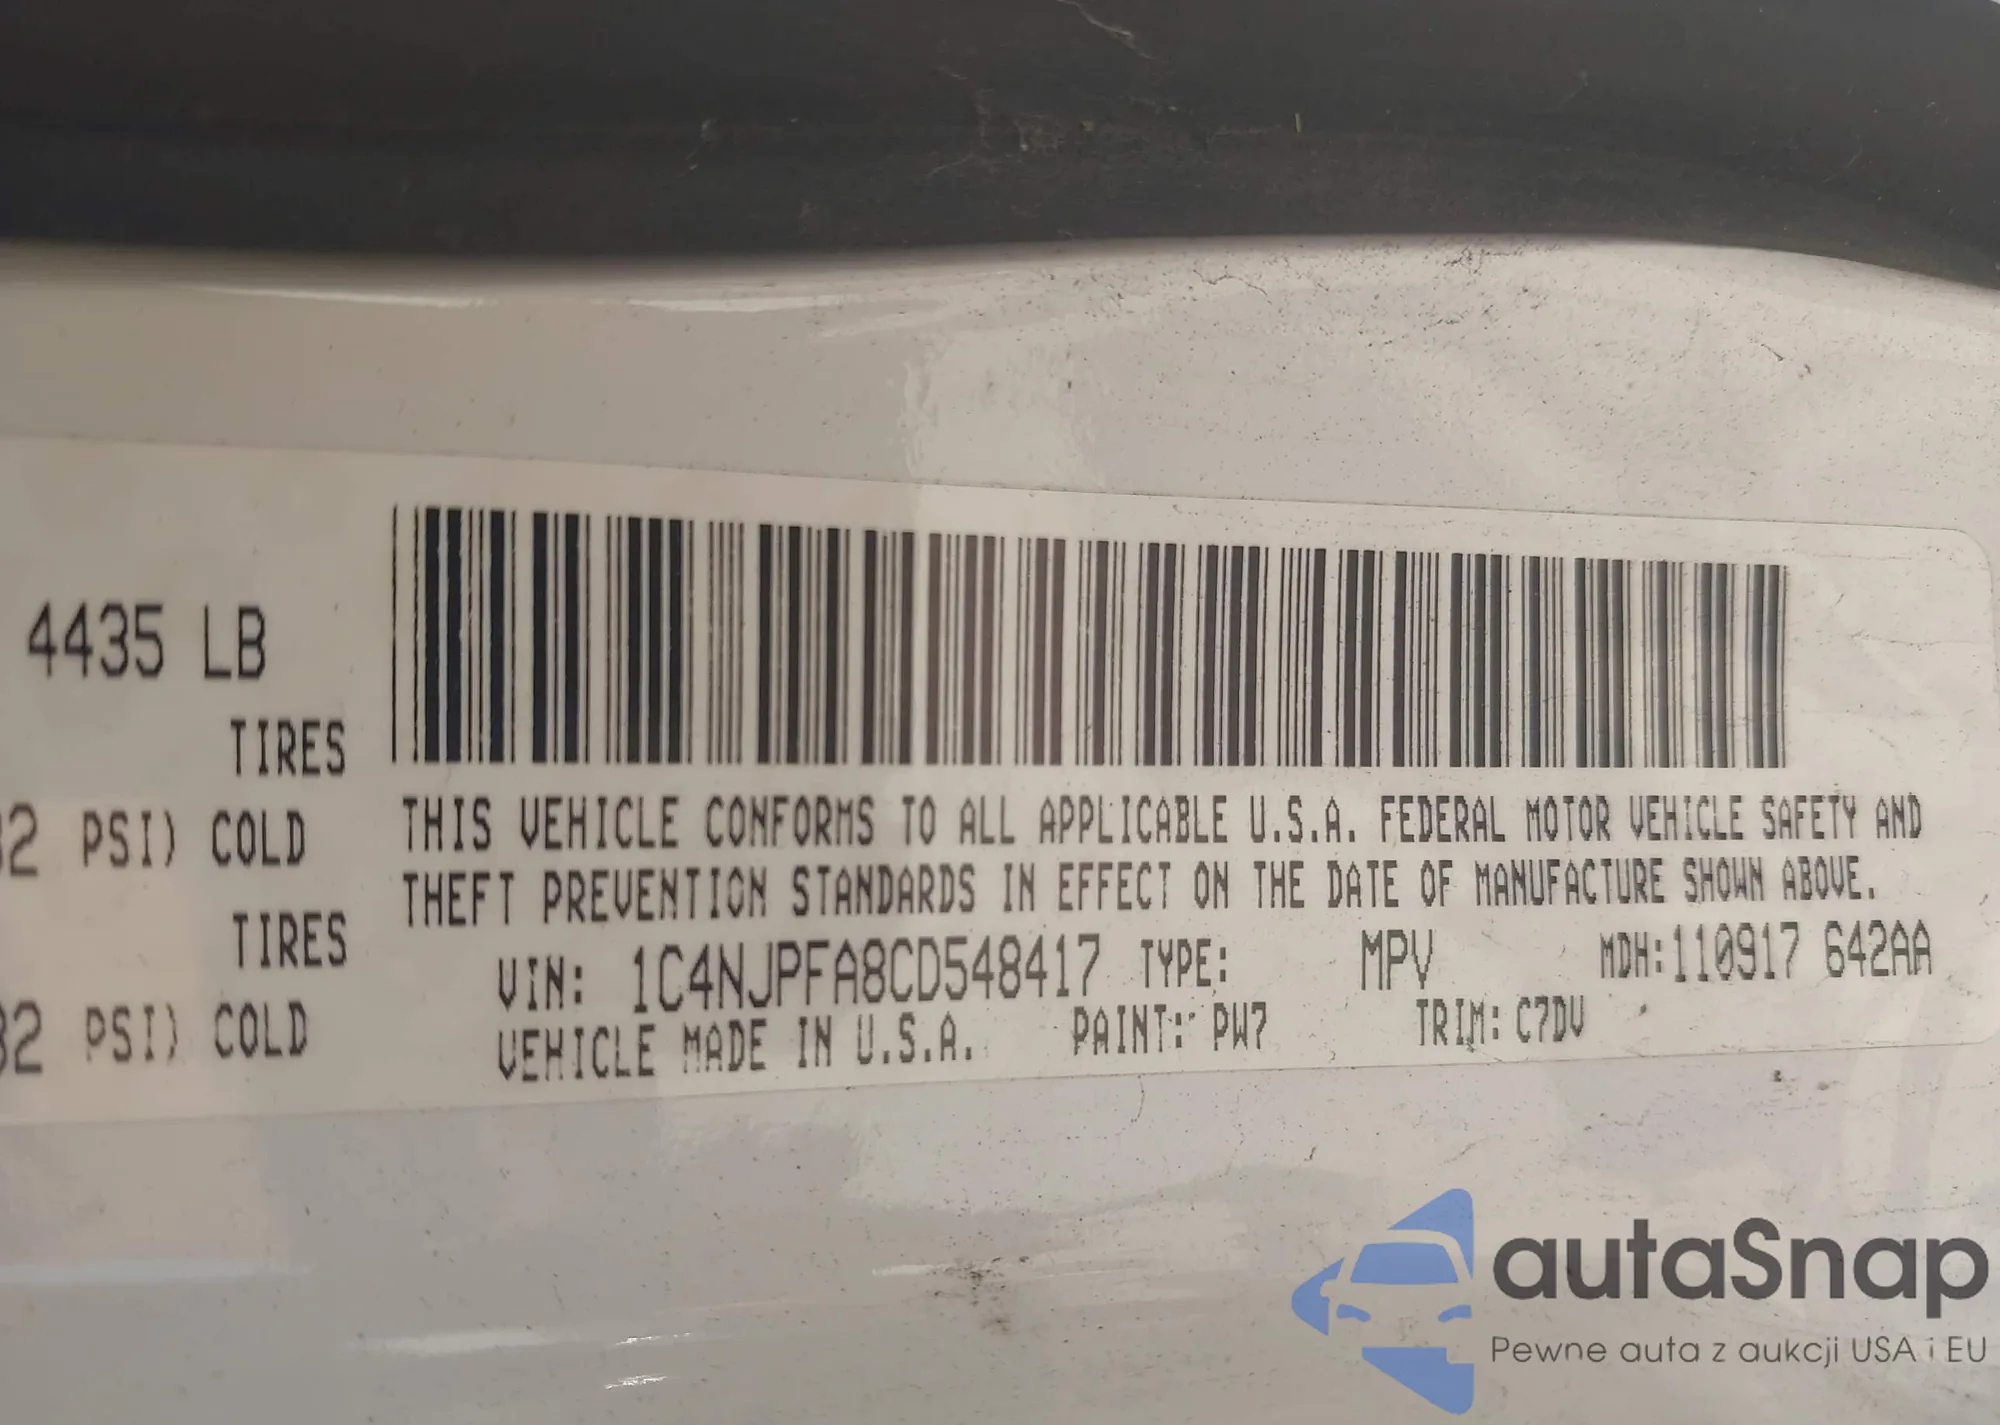 4435 LB
TIRES
32 PSI) COLD
TIRES
32 PSI) COLD
THIS VEHICLE CONFORMS TO ALL APPLICABLE U.S.A. FEDERAL MOTOR VEHICLE SAFETY AND
THEFT PREVENTION STANDARDS IN EFFECT ON THE DATE OF MANUFACTURE SHOWN ABOVE.
VIN: 1C4NJPFA8CD548417 TYPE: MPV MDH:110917 642AA
VEHICLE MADE IN U.S.A. PAINT: PW7 TRIM: C7DV
autaSnap
Pewne auta z aukcji USA i EU